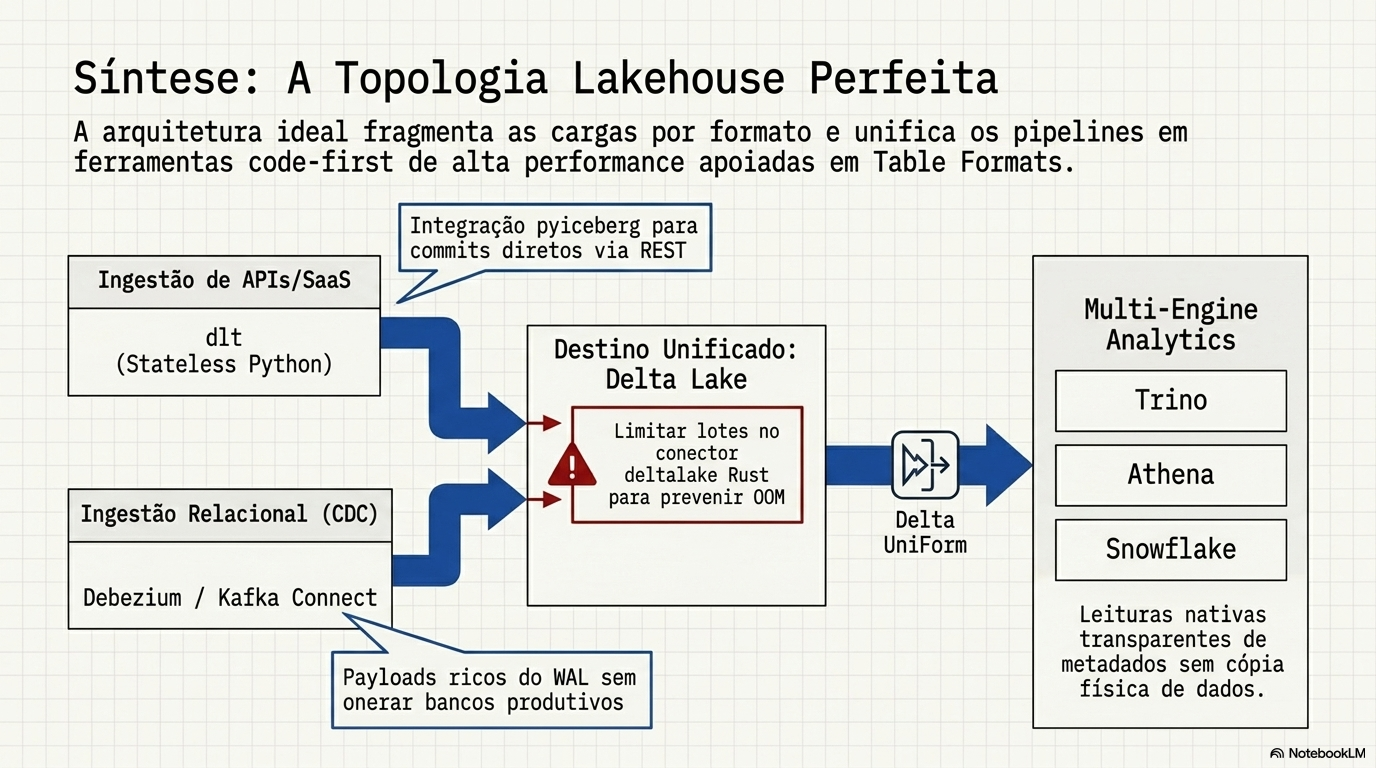 Síntese: A Topologia Lakehouse Perfeita
A arquitetura ideal fragmenta as cargas por formato e unifica os pipelines em
ferramentas code-first de alta performance apoiadas em Table Formats.
Integração pyiceberg para
commits diretos via REST
Ingestão de APIs/SaaS
dlt
(Stateless Python)
Ingestão Relacional (CDC)
Debezium / Kafka Connect
Payloads ricos do WAL sem
onerar bancos produtivos
Destino Unificado:
Delta Lake
Limitar lotes no
conector
deltalake Rust
para prevenir OOM
Delta
UniForm
Multi-Engine
Analytics
Trino
Athena
Snowflake
Leituras nativas
transparentes de
metadados sem cópia
física de dados.
NotebookLM